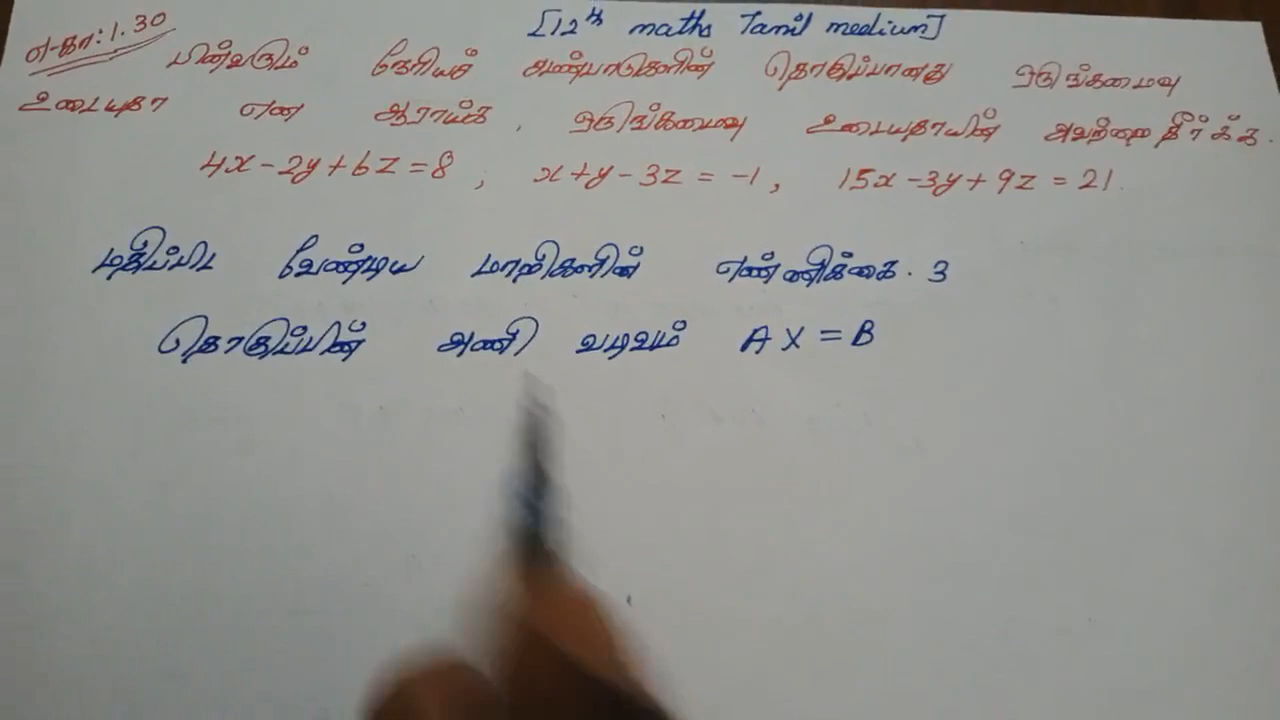 [12th maths Tamil medium]
எ-கா: 1.30 பின்வரும் நேரியச் சமன்பாடுகளின் தொகுப்பானது ஒருங்கமைவு
உடையதா என ஆராய்க. ஒருங்கமைவு உடையதாயின் அவற்றை தீர்க்க.
4x - 2y + 6z = 8 ; x + y - 3z = -1, 15x - 3y + 9z = 21.
மதிப்பிட வேண்டிய மாறிகளின் எண்ணிக்கை. 3
தொகுப்பின் அணி வடிவம் AX = B